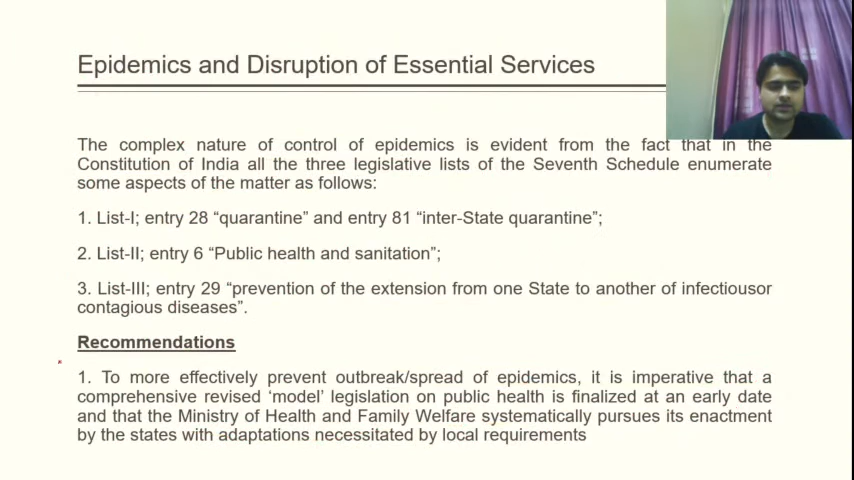 Epidemics and Disruption of Essential Services
The complex nature of control of epidemics is evident from the fact that in the
Constitution of India all the three legislative lists of the Seventh Schedule enumerate
some aspects of the matter as follows:
1. List-I; entry 28 “quarantine” and entry 81 “inter-State quarantine”;
2. List-II; entry 6 “Public health and sanitation”;
3. List-III; entry 29 “prevention of the extension from one State to another of infectiousor
contagious diseases”.
Recommendations
1. To more effectively prevent outbreak/spread of epidemics, it is imperative that a
comprehensive revised ‘model’ legislation on public health is finalized at an early date
and that the Ministry of Health and Family Welfare systematically pursues its enactment
by the states with adaptations necessitated by local requirements